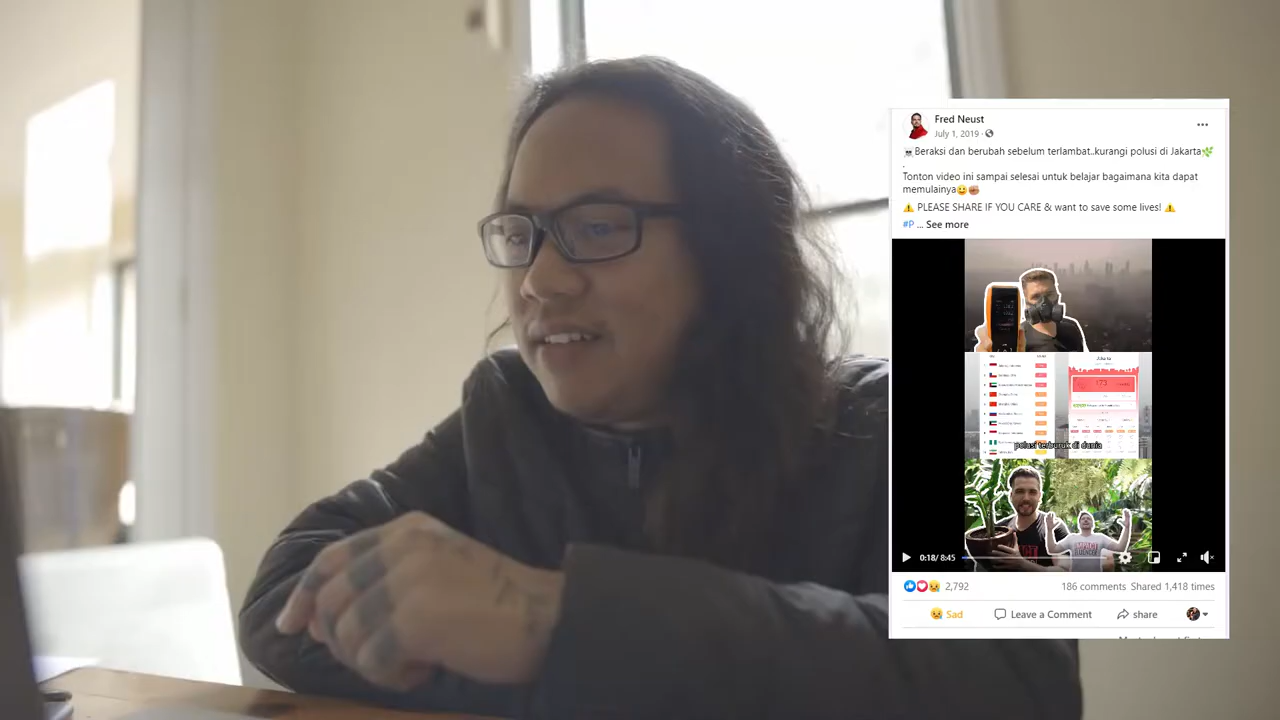 Fred Neust
July 1, 2019 ·
Beraksi dan berubah sebelum terlambat..kurangi polusi di Jakarta
.
Tonton video ini sampai selesai untuk belajar bagaimana kita dapat
memulainya
PLEASE SHARE IF YOU CARE & want to save some lives!
#P ... See more
173
polusi terburuk di dunia
0:18/ 8:45
2,792 186 comments Shared 1,418 times
Sad Leave a Comment share